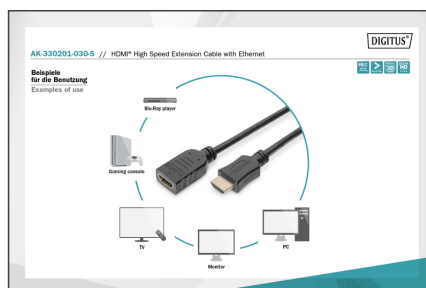 DIGITUS®
AK-330201-030-S // HDMI® High Speed Extension Cable with Ethernet
Beispiele
für die Benutzung
Examples of use
Blu-Ray player
Gaming console
TV
Monitor
PC